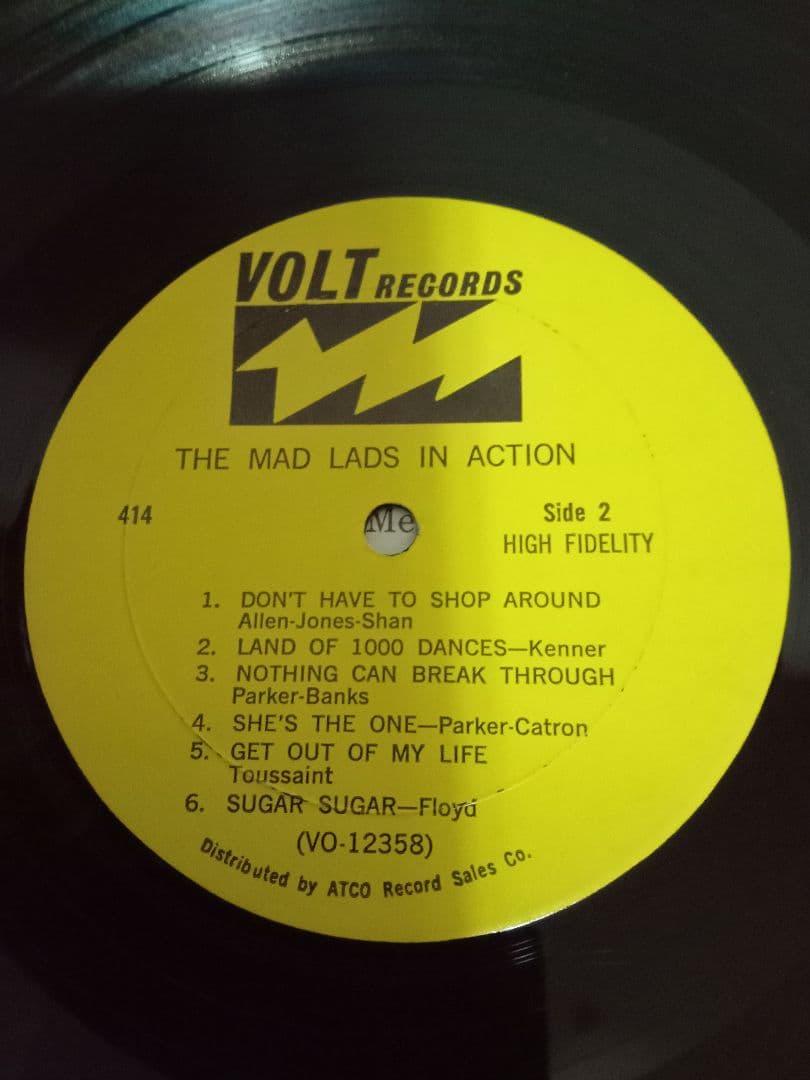 VOLT RECORDS
THE MAD LADS IN ACTION
414
Side 2
HIGH FIDELITY
Me
1. DON'T HAVE TO SHOP AROUND
Allen-Jones-Shan
2. LAND OF 1000 DANCES—Kenner
3. NOTHING CAN BREAK THROUGH
Parker-Banks
4. SHE'S THE ONE—Parker-Catron
5. GET OUT OF MY LIFE
Toussaint
6. SUGAR SUGAR—Floyd
(VO-12358)
Distributed by ATCO Record Sales Co.